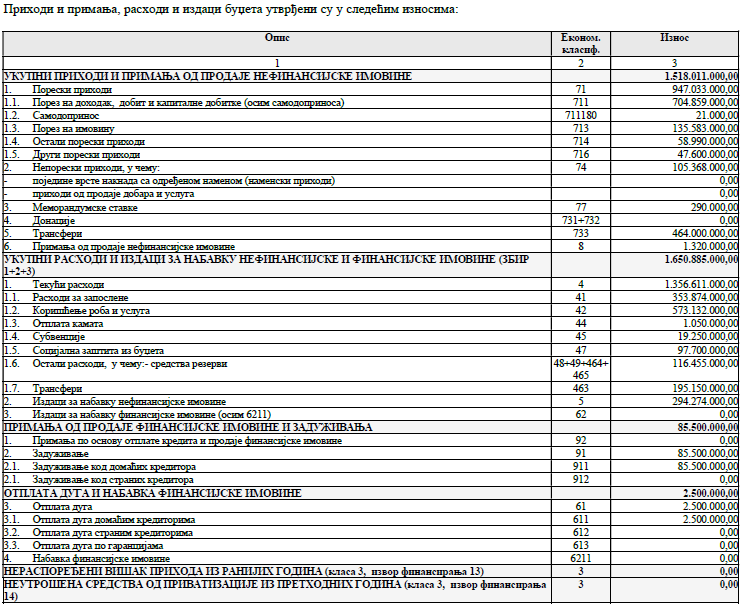 Приходи и примања, расходи и издаци буџета утврђени су у следећим износима:
Опис Економ. класиф. Износ
1 2 3
УКУПНИ ПРИХОДИ И ПРИМАЊА ОД ПРОДАЈЕ НЕФИНАНСИЈСКЕ ИМОВИНЕ 1.518.011.000,00
1. Порески приходи 71 947.033.000,00
1.1. Порез на доходак, добит и капиталне добитке (осим самодоприноса) 711 704.859.000,00
1.2. Самодопринос 711180 21.000,00
1.3. Порез на имовину 713 135.583.000,00
1.4. Остали порески приходи 714 58.990.000,00
1.5. Други порески приходи 716 47.600.000,00
2. Непорески приходи, у чему: 74 105.368.000,00
- поједине врсте накнада са одређеном наменом (наменски приходи) 0,00
- приходи од продаје добара и услуга 0,00
3. Меморандумске ставке 77 290.000,00
4. Донације 731+732 0,00
5. Трансфери 733 464.000.000,00
6. Примања од продаје нефинансијске имовине 8 1.320.000,00
УКУПНИ РАСХОДИ И ИЗДАЦИ ЗА НАБАВКУ НЕФИНАНСИЈСКЕ И ФИНАНСИЈСКЕ ИМОВИНЕ (ЗБИР 1.650.885.000,00
1+2+3)
1. Текући расходи 4 1.356.611.000,00
1.1. Расходи за запослене 41 353.874.000,00
1.2. Коришћење роба и услуга 42 573.132.000,00
1.3. Отплата камата 44 1.050.000,00
1.4. Субвенције 45 19.250.000,00
1.5. Социјална заштита из буџета 47 97.700.000,00
1.6. Остали расходи, у чему:- средства резерви 48+49+464+ 116.455.000,00
465
1.7. Трансфери 463 195.150.000,00
2. Издаци за набавку нефинансијске имовине 5 294.274.000,00
3. Издаци за набавку финансијске имовине (осим 6211) 62 0,00
ПРИМАЊА ОД ПРОДАЈЕ ФИНАНСИЈСКЕ ИМОВИНЕ И ЗАДУЖИВАЊА 85.500.000,00
1. Примања по основу отплате кредита и продаје финансијске имовине 92 0,00
2. Задуживање 91 85.500.000,00
2.1. Задуживање код домаћих кредитора 911 85.500.000,00
2.1. Задуживање код страних кредитора 912 0,00
ОТПЛАТА ДУГА И НАБАВКА ФИНАНСИЈСКЕ ИМОВИНЕ 2.500.000,00
3. Отплата дуга 61 2.500.000,00
3.1. Отплата дуга домаћим кредиторима 611 2.500.000,00
3.2. Отплата дуга страним кредиторима 612 0,00
3.3. Отплата дуга по гаранцијама 613 0,00
4. Набавка финансијске имовине 6211 0,00
НЕРАСПОРЕЂЕНИ ВИШАК ПРИХОДА ИЗ РАНИЈИХ ГОДИНА (класа 3, извор финансирања 13) 3 0,00
НЕУТРОШЕНА СРЕДСТВА ОД ПРИВАТИЗАЦИЈЕ ИЗ ПРЕТХОДНИХ ГОДИНА (класа 3, извор финансирања 3 0,00
14)